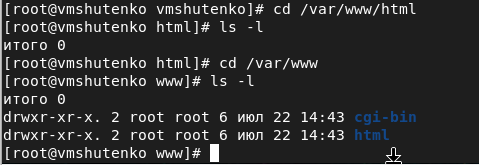 [root@vmshutenko vmshutenko]# cd /var/www/html
[root@vmshutenko html]# ls -l
итого 0
[root@vmshutenko html]# cd /var/www
[root@vmshutenko www]# ls -l
итого 0
drwxr-xr-x. 2 root root 6 июл 22 14:43 cgi-bin
drwxr-xr-x. 2 root root 6 июл 22 14:43 html
[root@vmshutenko www]#